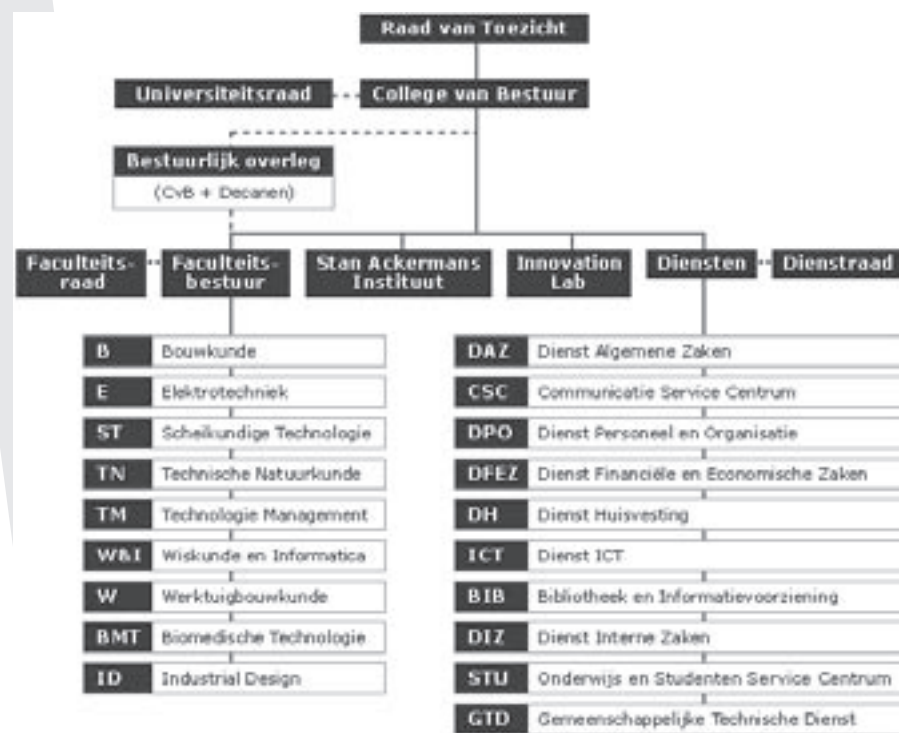 Raad van Toezicht
Universiteitsraad
College van Bestuur
Bestuurlijk overleg
(CvB + Decanen)
Faculteits-
raad
Faculteits-
bestuur
Stan Ackermans
Instituut
Innovation
Lab
Diensten
Dienstraad
B Bouwkunde
E Elektrotechniek
ST Scheikundige Technologie
TN Technische Natuurkunde
TM Technologie Management
W&I Wiskunde en Informatica
W Werktuigbouwkunde
BMT Biomedische Technologie
ID Industrial Design
DAZ Dienst Algemene Zaken
CSC Communicatie Service Centrum
DPO Dienst Personeel en Organisatie
DFEZ Dienst Financiële en Economische Zaken
DH Dienst Huisvesting
ICT Dienst ICT
BIB Bibliotheek en Informatievoorziening
DIZ Dienst Interne Zaken
STU Onderwijs en Studenten Service Centrum
GTD Gemeenschappelijke Technische Dienst